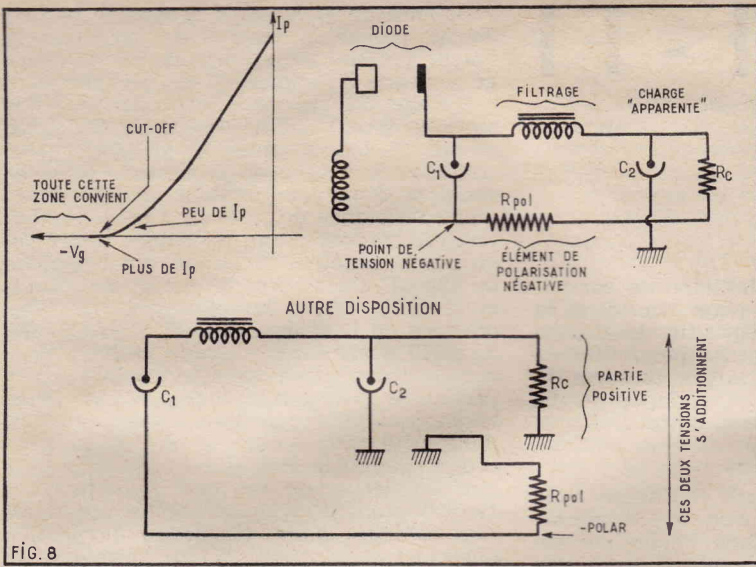 Ip
CUT-OFF
TOUTE CETTE
ZONE CONVIENT
PEU DE Ip
-Vg
PLUS DE Ip
DIODE
FILTRAGE
CHARGE
"APPARENTE"
C1
C2
Rc
Rpol
POINT DE
TENSION NÉGATIVE
ÉLÉMENT DE
POLARISATION
NÉGATIVE
AUTRE DISPOSITION
C1
C2
Rc
PARTIE
POSITIVE
Rpol
-POLAR
CES DEUX TENSIONS
S'ADDITIONNENT
FIG. 8